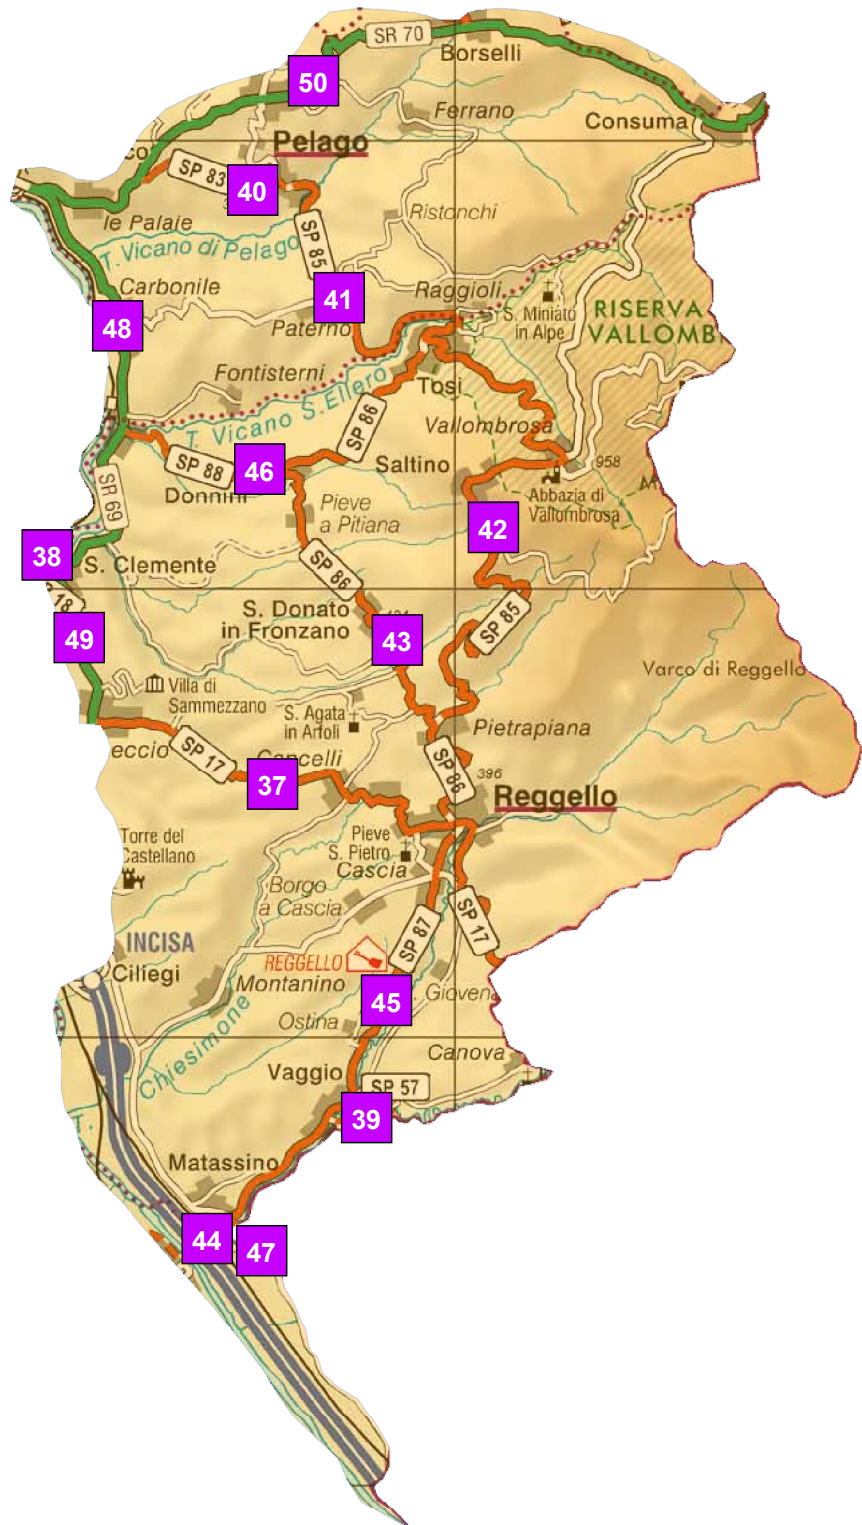 SR 70
Borselli
50
Ferrano
Consuma
Pelago
co
SP 83
40
Ristonchi
le Palaie
SP 85
T. Vicano di Pelago
Carbonile
41
Raggioli
S. Miniato
in Alpe
RISERVA
VALLOMB
48
Paterno
Fontisterni
Tosi
T. Vicano S. Ellero
SP 86
Vallombrosa
SP 88
46
Saltino
958
Donnini
SR 69
Pieve
a Pitiana
Abbazia di
Vallombrosa
M
42
38
S. Clemente
SP 86
18
S. Donato
in Fronzano
SP 85
49
43
Varco di Reggello
Villa di
Sammezzano
S. Agata
in Arfoli
Pietrapiana
eccio
SP 17
Cancelli
SP 86
396
37
Reggello
Torre del
Castellano
Pieve
S. Pietro
Cascia
Borgo
a Cascia
SP 87
SP 17
INCISA
Ciliegi
REGGELLO
Montanino
45
Gioven
Ostina
Chiesimone
Canova
Vaggio
SP 57
T.
39
Matassino
44
47